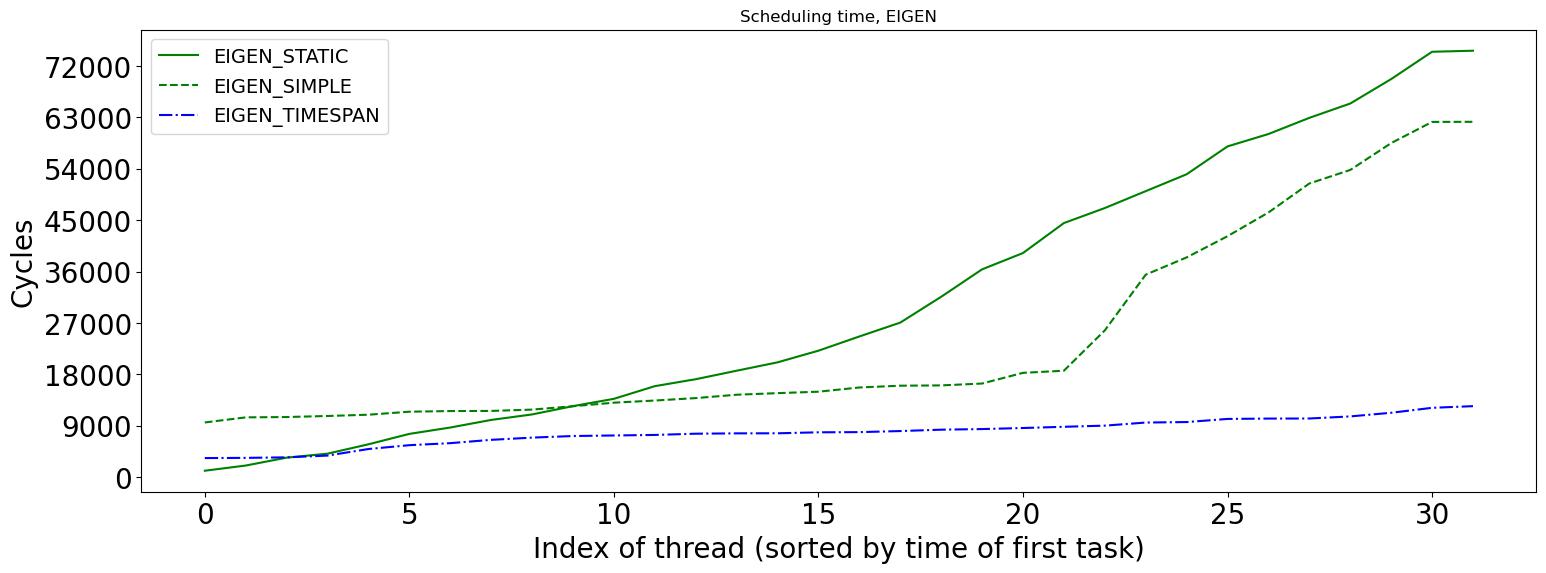 Scheduling time, EIGEN
EIGEN_STATIC
EIGEN_SIMPLE
EIGEN_TIMESPAN
Cycles
72000
63000
54000
45000
36000
27000
18000
9000
0
0 5 10 15 20 25 30
Index of thread (sorted by time of first task)